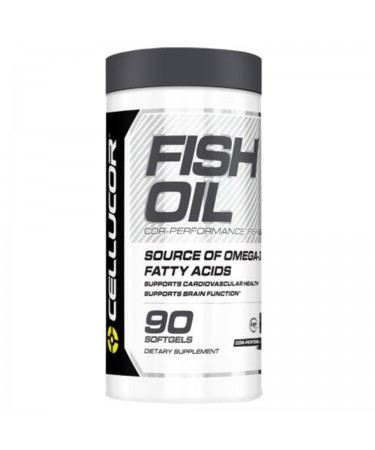 CELLUCOR
FISH
OIL
COR-PERFORMANCE
SOURCE OF OMEGA-3
FATTY ACIDS
SUPPORTS CARDIOVASCULAR HEALTH
SUPPORTS BRAIN FUNCTION*
90
SOFTGELS
DIETARY SUPPLEMENT